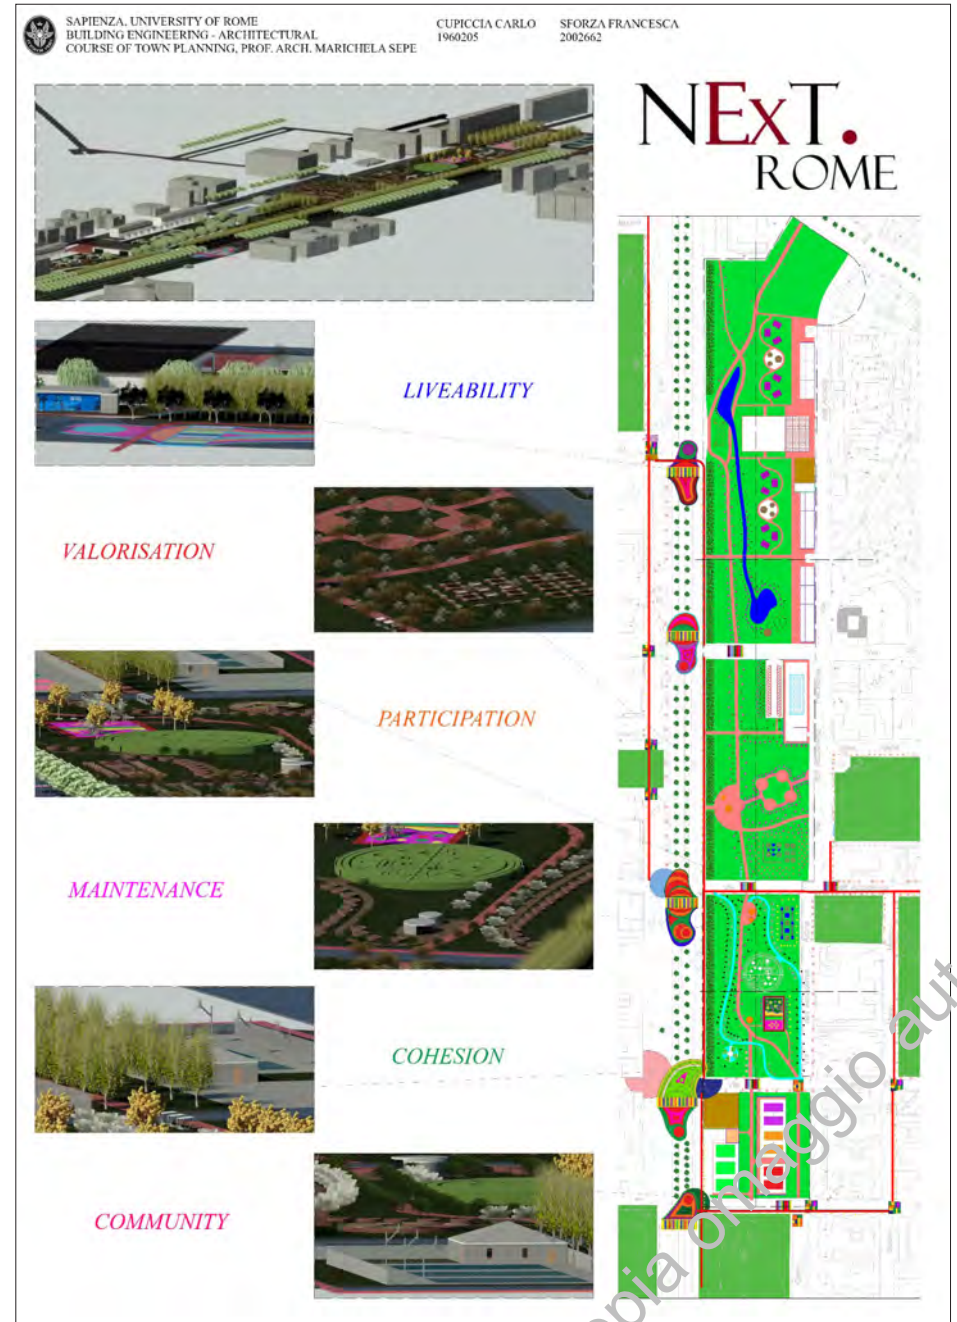 SAPIENZA, UNIVERSITY OF ROME
BUILDING ENGINEERING - ARCHITECTURAL
COURSE OF TOWN PLANNING, PROF. ARCH. MARICHELA SEPE
CUPICCIA CARLO
1960205
SFORZA FRANCESCA
2002662
NExT.
ROME
LIVEABILITY
VALORISATION
PARTICIPATION
MAINTENANCE
COHESION
COMMUNITY
opia omaggio aut